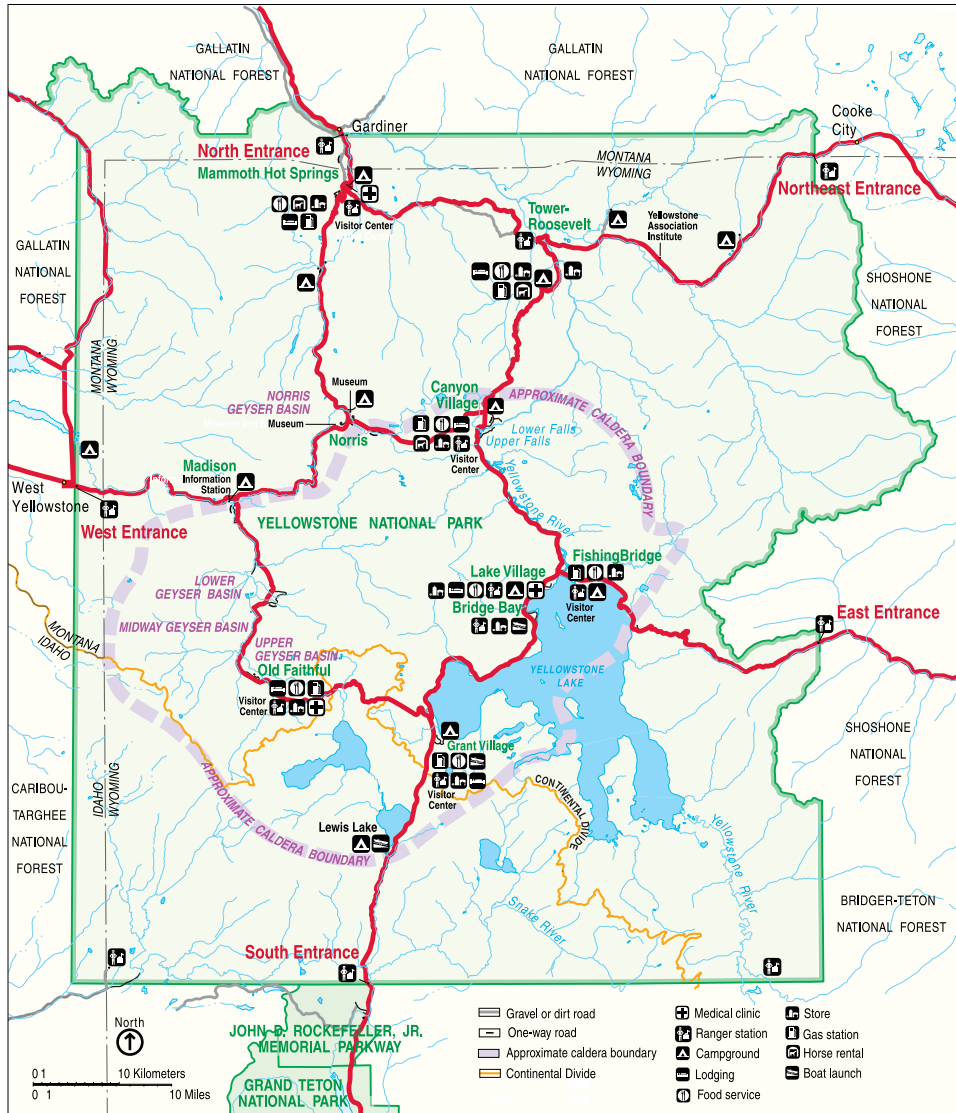 GALLATIN
NATIONAL FOREST
GALLATIN
NATIONAL FOREST
Gardiner
Cooke
City
North Entrance
MONTANA
WYOMING
Mammoth Hot Springs
Northeast Entrance
Visitor Center
Tower-
Roosevelt
Yellowstone
Association
Institute
GALLATIN
NATIONAL
FOREST
SHOSHONE
NATIONAL
FOREST
MONTANA
WYOMING
Museum
NORRIS
GEYSER BASIN
Museum
Norris
Canyon
Village
APPROXIMATE CALDERA BOUNDARY
Lower Falls
Upper Falls
Visitor
Center
Madison
Information
Station
West
Yellowstone
West Entrance
YELLOWSTONE NATIONAL PARK
Yellowstone River
FishingBridge
Lake Village
LOWER
GEYSER BASIN
Bridge Bay
Visitor
Center
East Entrance
MIDWAY GEYSER BASIN
MONTANA
IDAHO
UPPER
GEYSER BASIN
Old Faithful
Visitor
Center
YELLOWSTONE
LAKE
Grant Village
Visitor
Center
SHOSHONE
NATIONAL
FOREST
CONTINENTAL DIVIDE
IDAHO
WYOMING
CARIBOU-
TARGHEE
NATIONAL
FOREST
APPROXIMATE CALDERA BOUNDARY
Lewis Lake
Yellowstone River
Snake River
BRIDGER-TETON
NATIONAL FOREST
South Entrance
North
JOHN D. ROCKEFELLER, JR.
MEMORIAL PARKWAY
GRAND TETON
NATIONAL PARK
0 1 10 Kilometers
0 1 10 Miles
Gravel or dirt road
One-way road
Approximate caldera boundary
Continental Divide
Medical clinic
Ranger station
Campground
Lodging
Food service
Store
Gas station
Horse rental
Boat launch